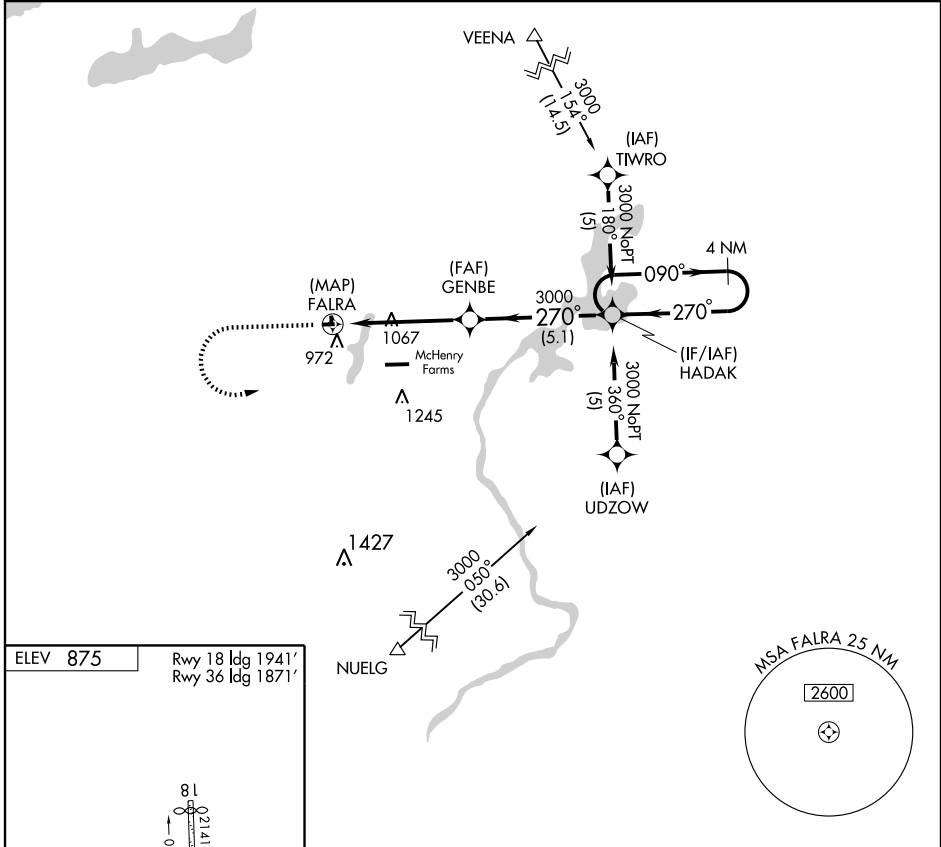 VEENA
3000
154°
(14.5)
(IAF)
TIWRO
3000 NoPT
180°
(5)
4 NM
090°
(MAP)
FALRA
(FAF)
GENBE
3000
270°
(5.1)
270°
972
1067
McHenry
Farms
(IF/IAF)
HADAK
1245
3000 NoPT
360°
(5)
(IAF)
UDZOW
1427
3000
050°
(30.6)
NUELG
MSA FALRA 25 NM
2600
ELEV 875
Rwy 18 ldg 1941'
Rwy 36 ldg 1871'
18
2141
0